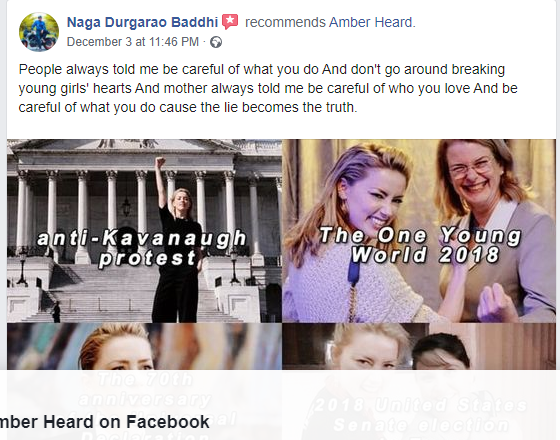 Naga Durgarao Baddhi recommends Amber Heard.
December 3 at 11:46 PM ·
People always told me be careful of what you do And don't go around breaking
young girls' hearts And mother always told me be careful of who you love And be
careful of what you do cause the lie becomes the truth.
anti-Kavanaugh
protest
The One Young
World 2018
The 70th
anniversary
2018 United States
Senate election
mber Heard on Facebook
Declaration